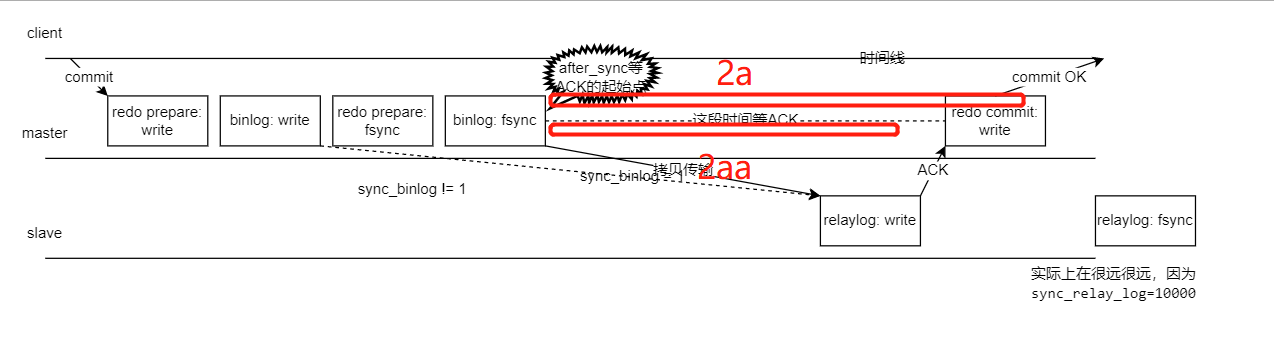 client
时间线
after_sync等
ACK的起始点
2a
commit
commit OK
redo prepare:
write
binlog: write
redo prepare:
fsync
binlog: fsync
这段时间等ACK
redo commit:
write
master
拷贝传输
sync_binlog = 1
2aa
ACK
sync_binlog != 1
slave
relaylog: write
relaylog: fsync
实际上在很远很远，因为
sync_relay_log=10000